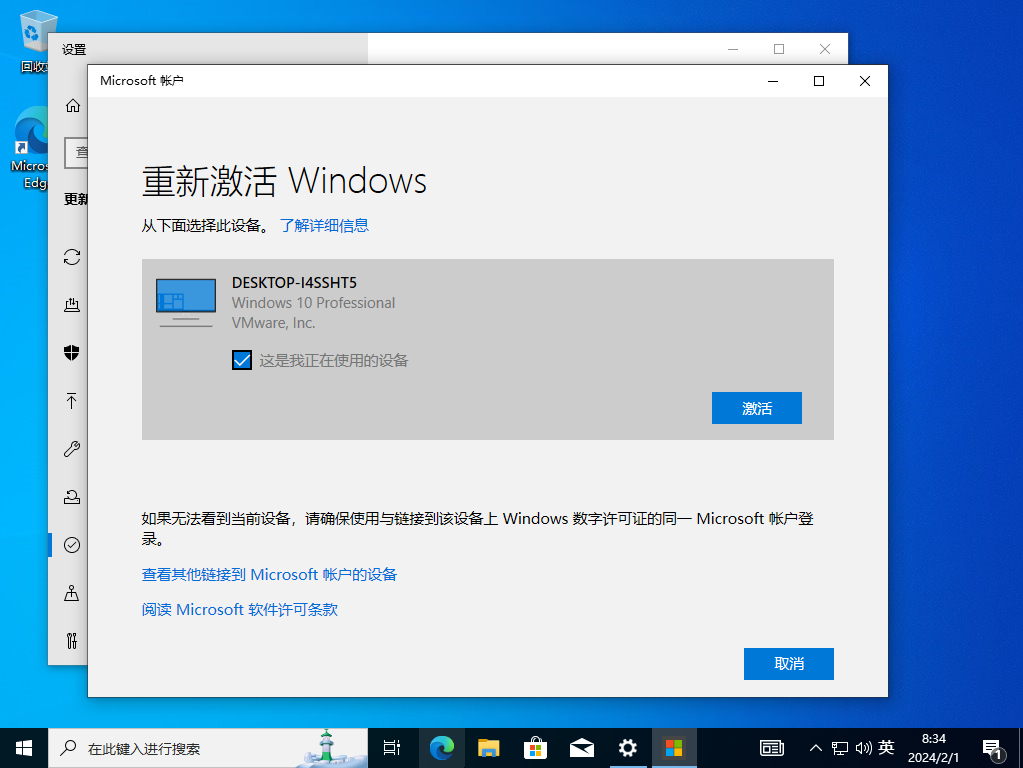 回收
设置
Microsoft 帐户
查
Micros
Edg
更新
重新激活 Windows
从下面选择此设备。 了解详细信息
DESKTOP-I4SSHT5
Windows 10 Professional
VMware, Inc.
这是我正在使用的设备
激活
如果无法看到当前设备，请确保使用与链接到该设备上 Windows 数字许可证的同一 Microsoft 帐户登
录。
查看其他链接到 Microsoft 帐户的设备
阅读 Microsoft 软件许可条款
取消
在此键入进行搜索
英
8:34
2024/2/1
1